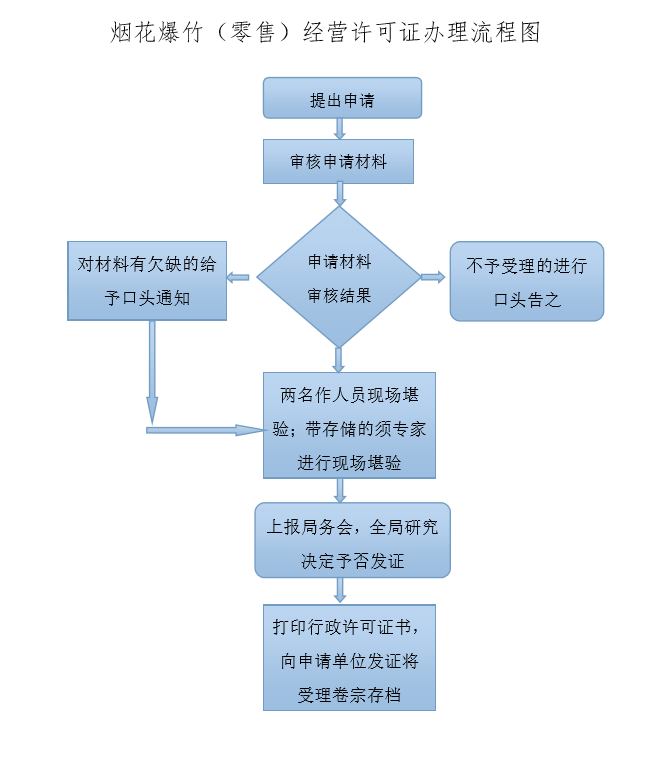 烟花爆竹（零售）经营许可证办理流程图
提出申请
审核申请材料
申请材料
审核结果
对材料有欠缺的给
予口头通知
不予受理的进行
口头告之
两名作人员现场堪
验；带存储的须专家
进行现场堪验
上报局务会，全局研究
决定予否发证
打印行政许可证书，
向申请单位发证将
受理卷宗存档